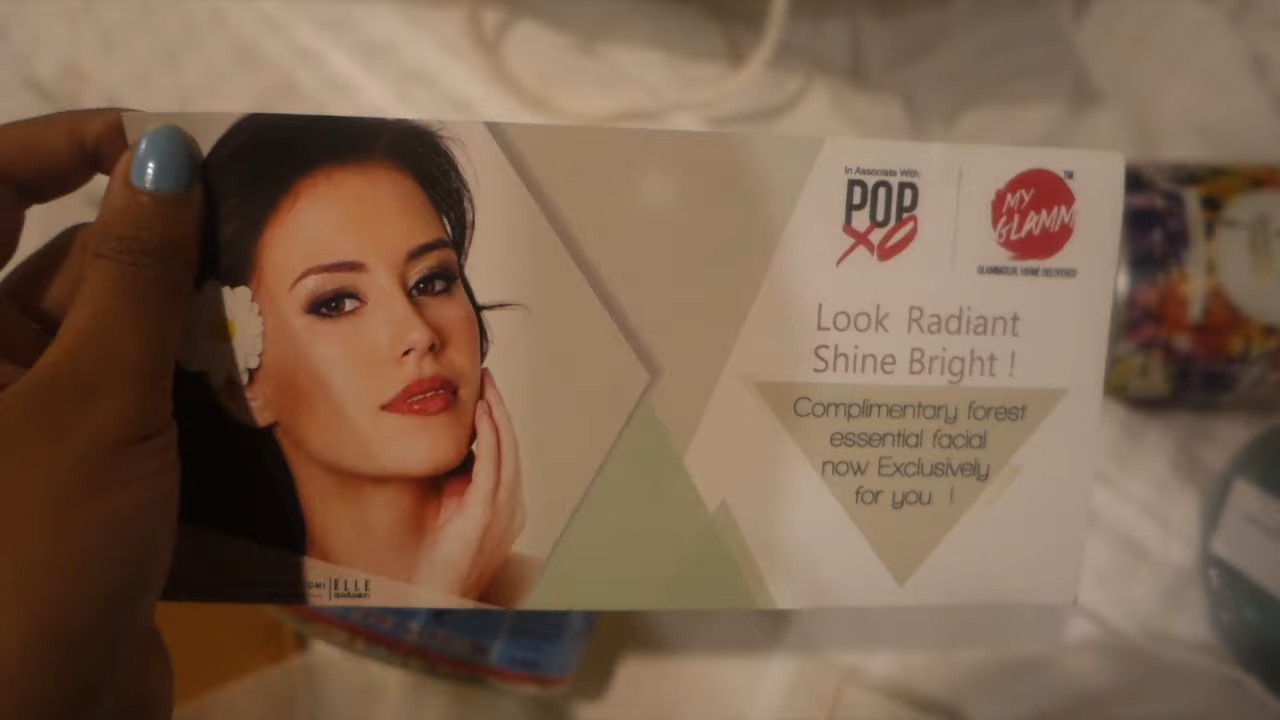 In Associate With:
POP
XO
TM
MY
GLAMM
GLAMMOUR, HOME DELIVERED
Look Radiant
Shine Bright !
Complimentary forest
essential facial
now Exclusively
for you !
ELLE